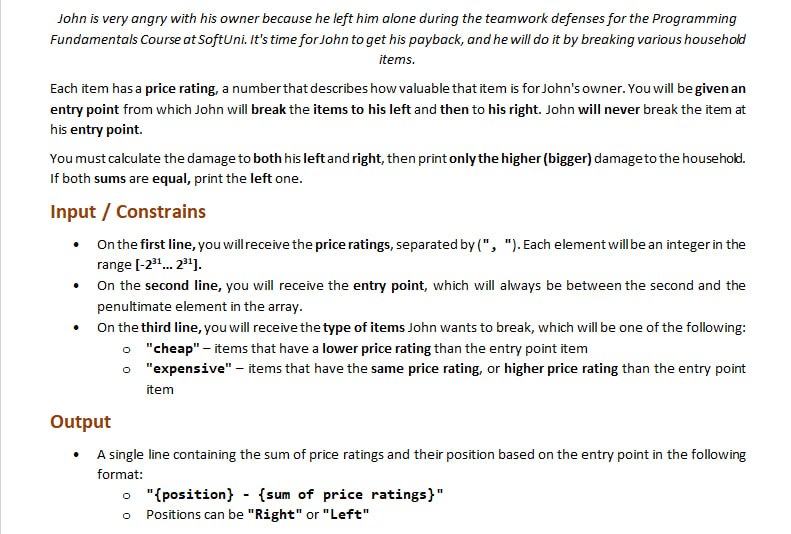 John is very angry with his owner because he left him alone during the teamwork defenses for the Programming
Fundamentals Course at SoftUni. It's time for John to get his payback, and he will do it by breaking various household
items.
Each item has a price rating, a number that describes how valuable that item is for John's owner. You will be given an
entry point from which John will break the items to his left and then to his right. John will never break the item at
his entry point.
You must calculate the damage to both his left and right, then print only the higher (bigger) damage to the household.
If both sums are equal, print the left one.
Input / Constrains
• On the first line, you will receive the price ratings, separated by (", "). Each element will be an integer in the
range [-2³¹... 2³¹].
• On the second line, you will receive the entry point, which will always be between the second and the
penultimate element in the array.
• On the third line, you will receive the type of items John wants to break, which will be one of the following:
o "cheap" – items that have a lower price rating than the entry point item
o "expensive" – items that have the same price rating, or higher price rating than the entry point
item
Output
• A single line containing the sum of price ratings and their position based on the entry point in the following
format:
o "{position} - {sum of price ratings}"
o Positions can be "Right" or "Left"